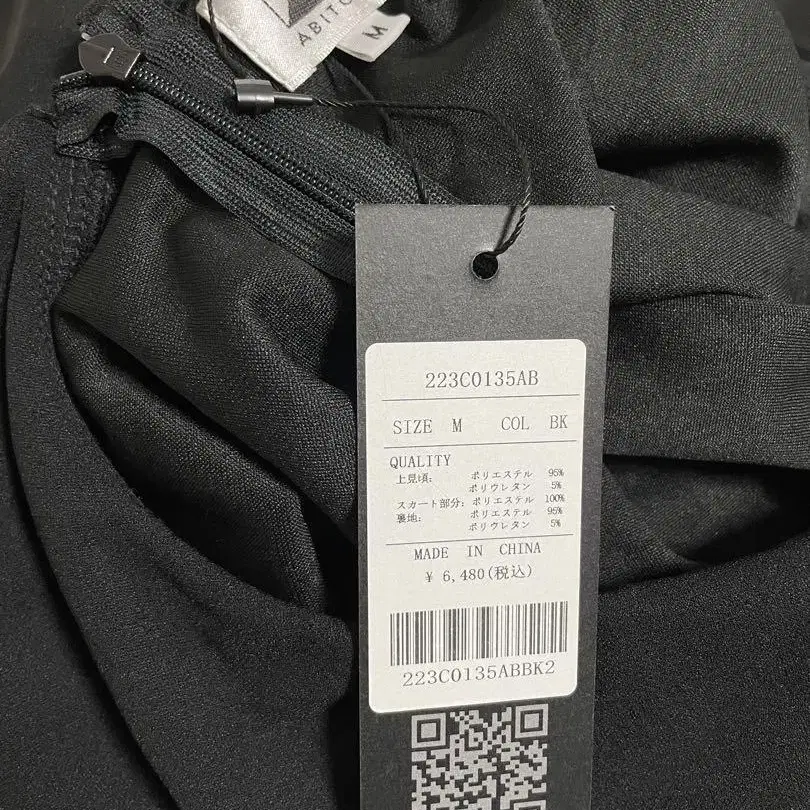 ABITO
M
223C0135AB
SIZE M COL BK
QUALITY
上見頃: ポリエステル 95%
ポリウレタン 5%
スカート部分: ポリエステル 100%
裏地: ポリエステル 95%
ポリウレタン 5%
MADE IN CHINA
¥ 6,480(税込)
223C0135ABBK2